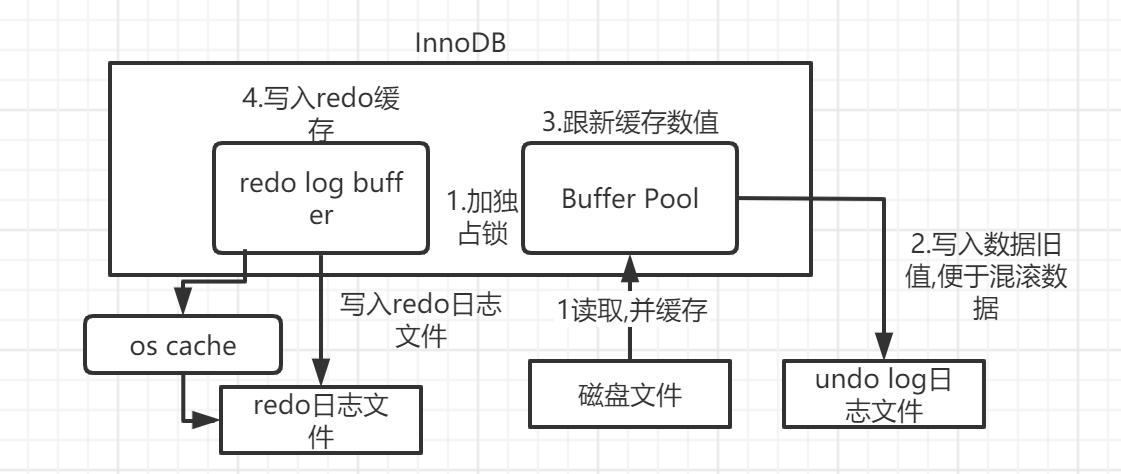 InnoDB
4.写入redo缓
存
redo log buff
er
3.跟新缓存数值
1.加独
占锁
Buffer Pool
2.写入数据旧
值,便于混滚数
据
写入redo日志
文件
1读取,并缓存
os cache
redo日志文
件
磁盘文件
undo log日
志文件